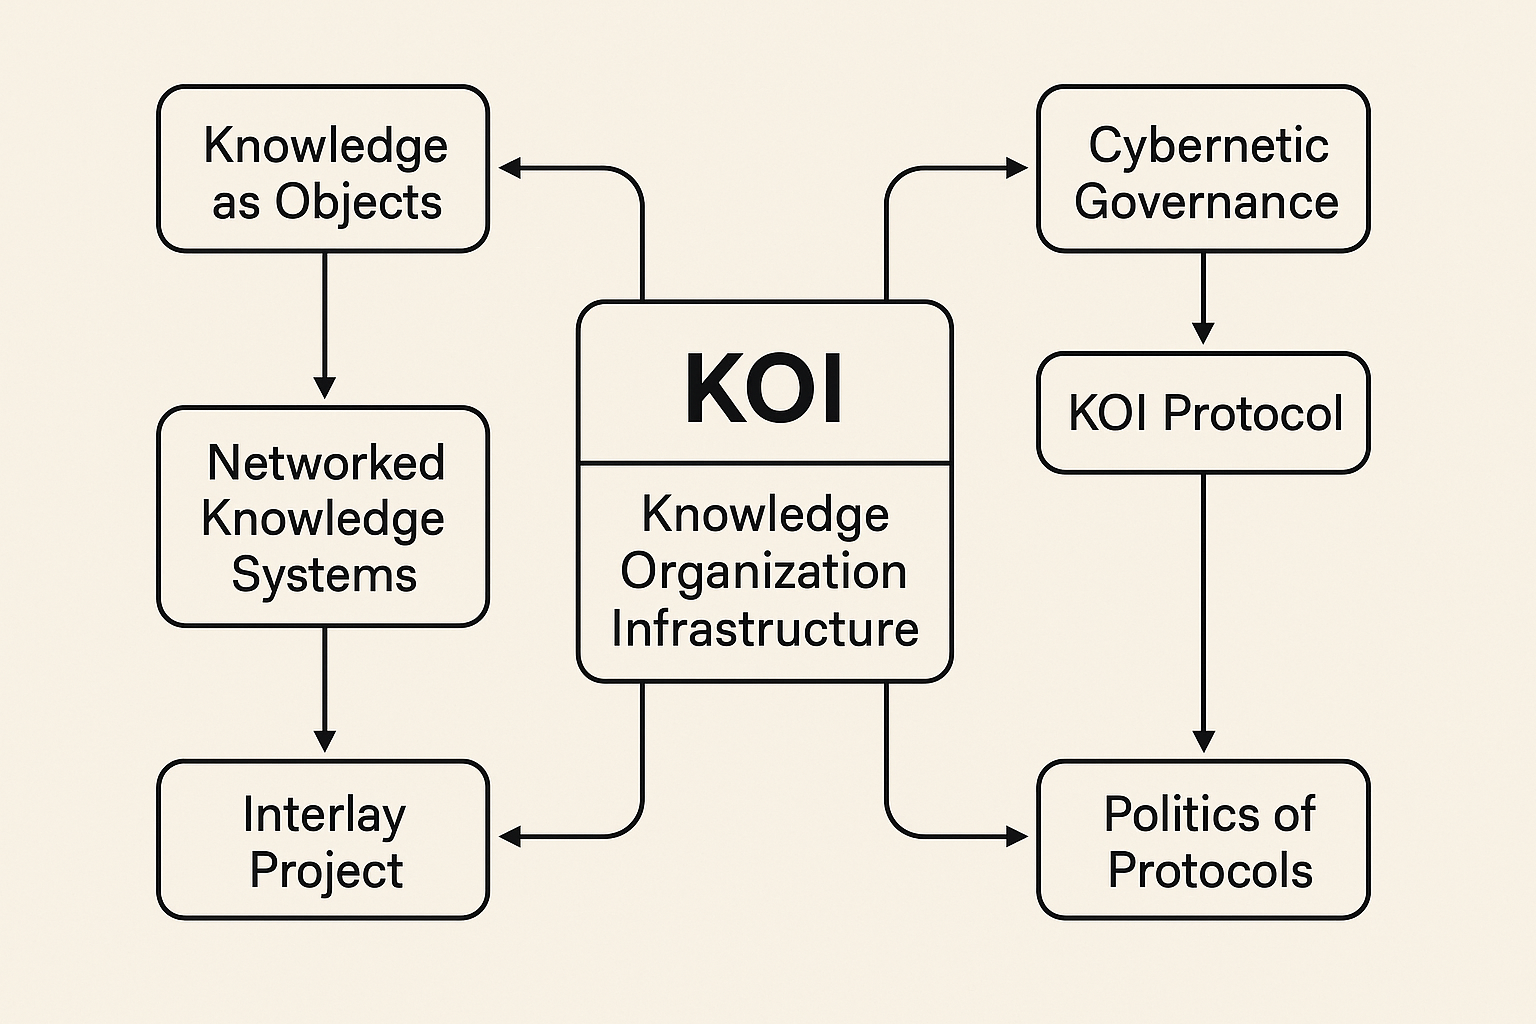 Knowledge
as Objects
Networked
Knowledge
Systems
Interlay
Project
KOI
Knowledge
Organization
Infrastructure
Cybernetic
Governance
KOI Protocol
Politics of
Protocols